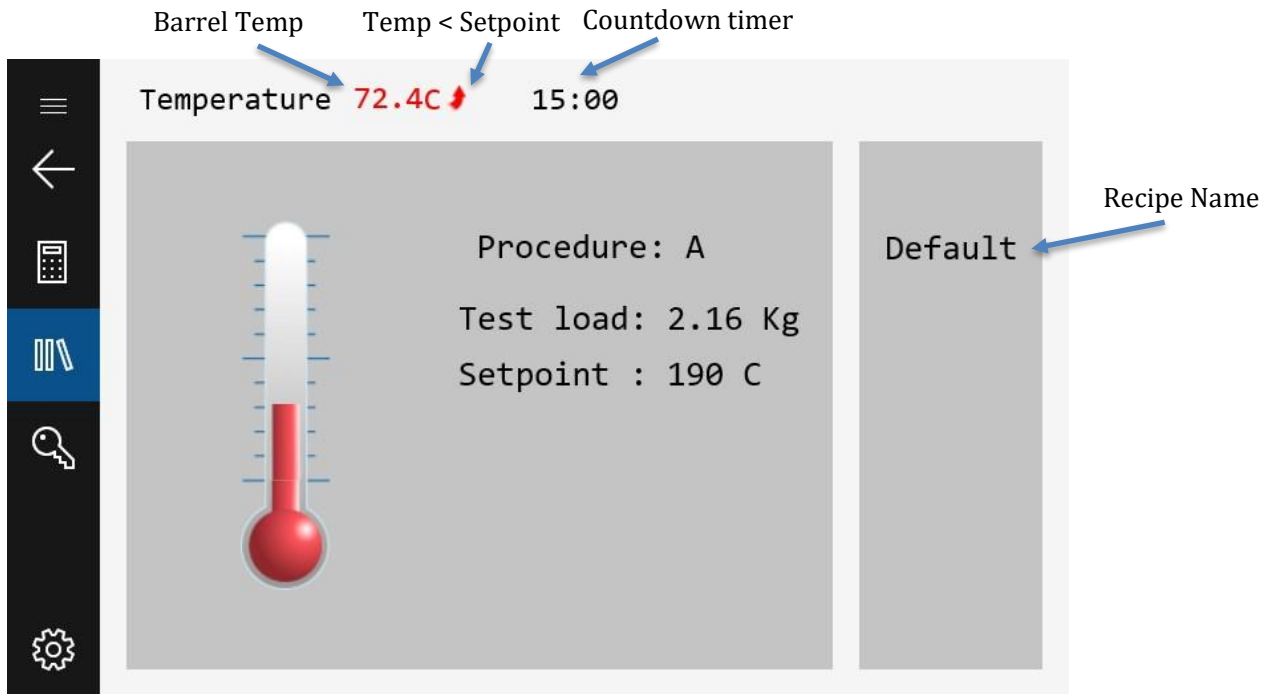 Barrel Temp Temp < Setpoint Countdown timer
Temperature 72.4C 15:00
Recipe Name
Procedure: A Default
Test load: 2.16 Kg
Setpoint : 190 C